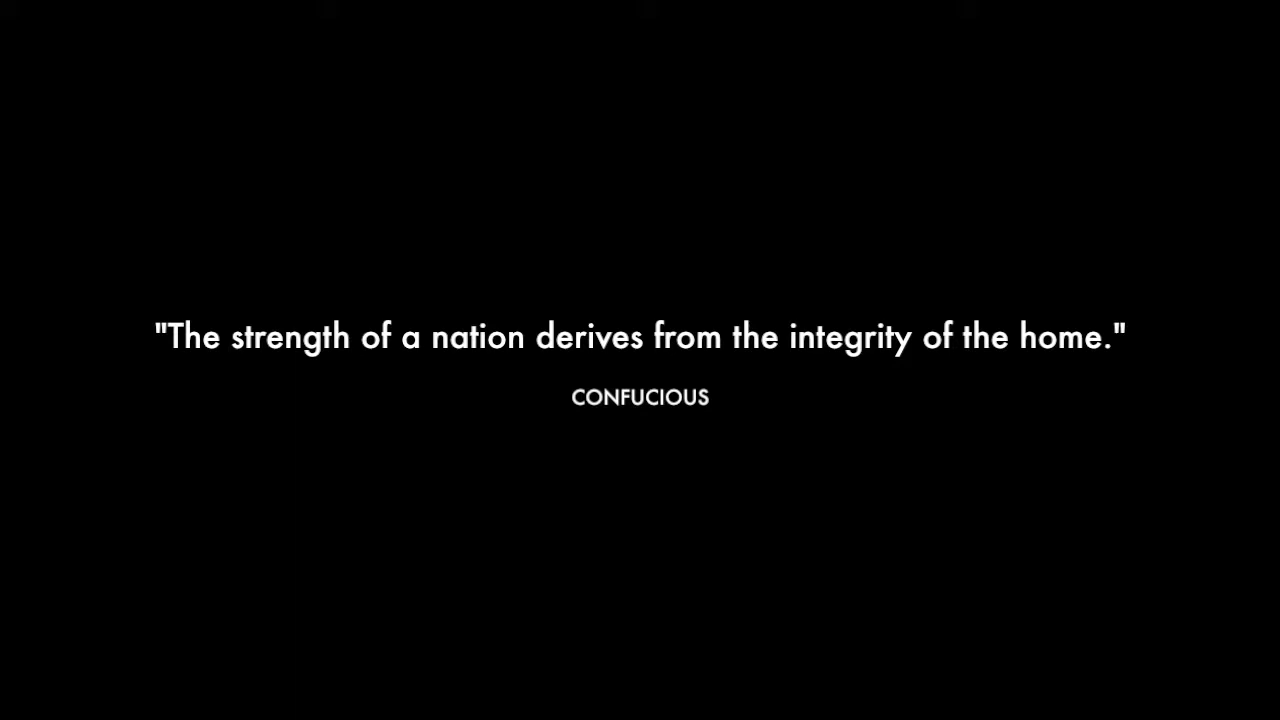 "The strength of a nation derives from the integrity of the home."
CONFUCIOUS